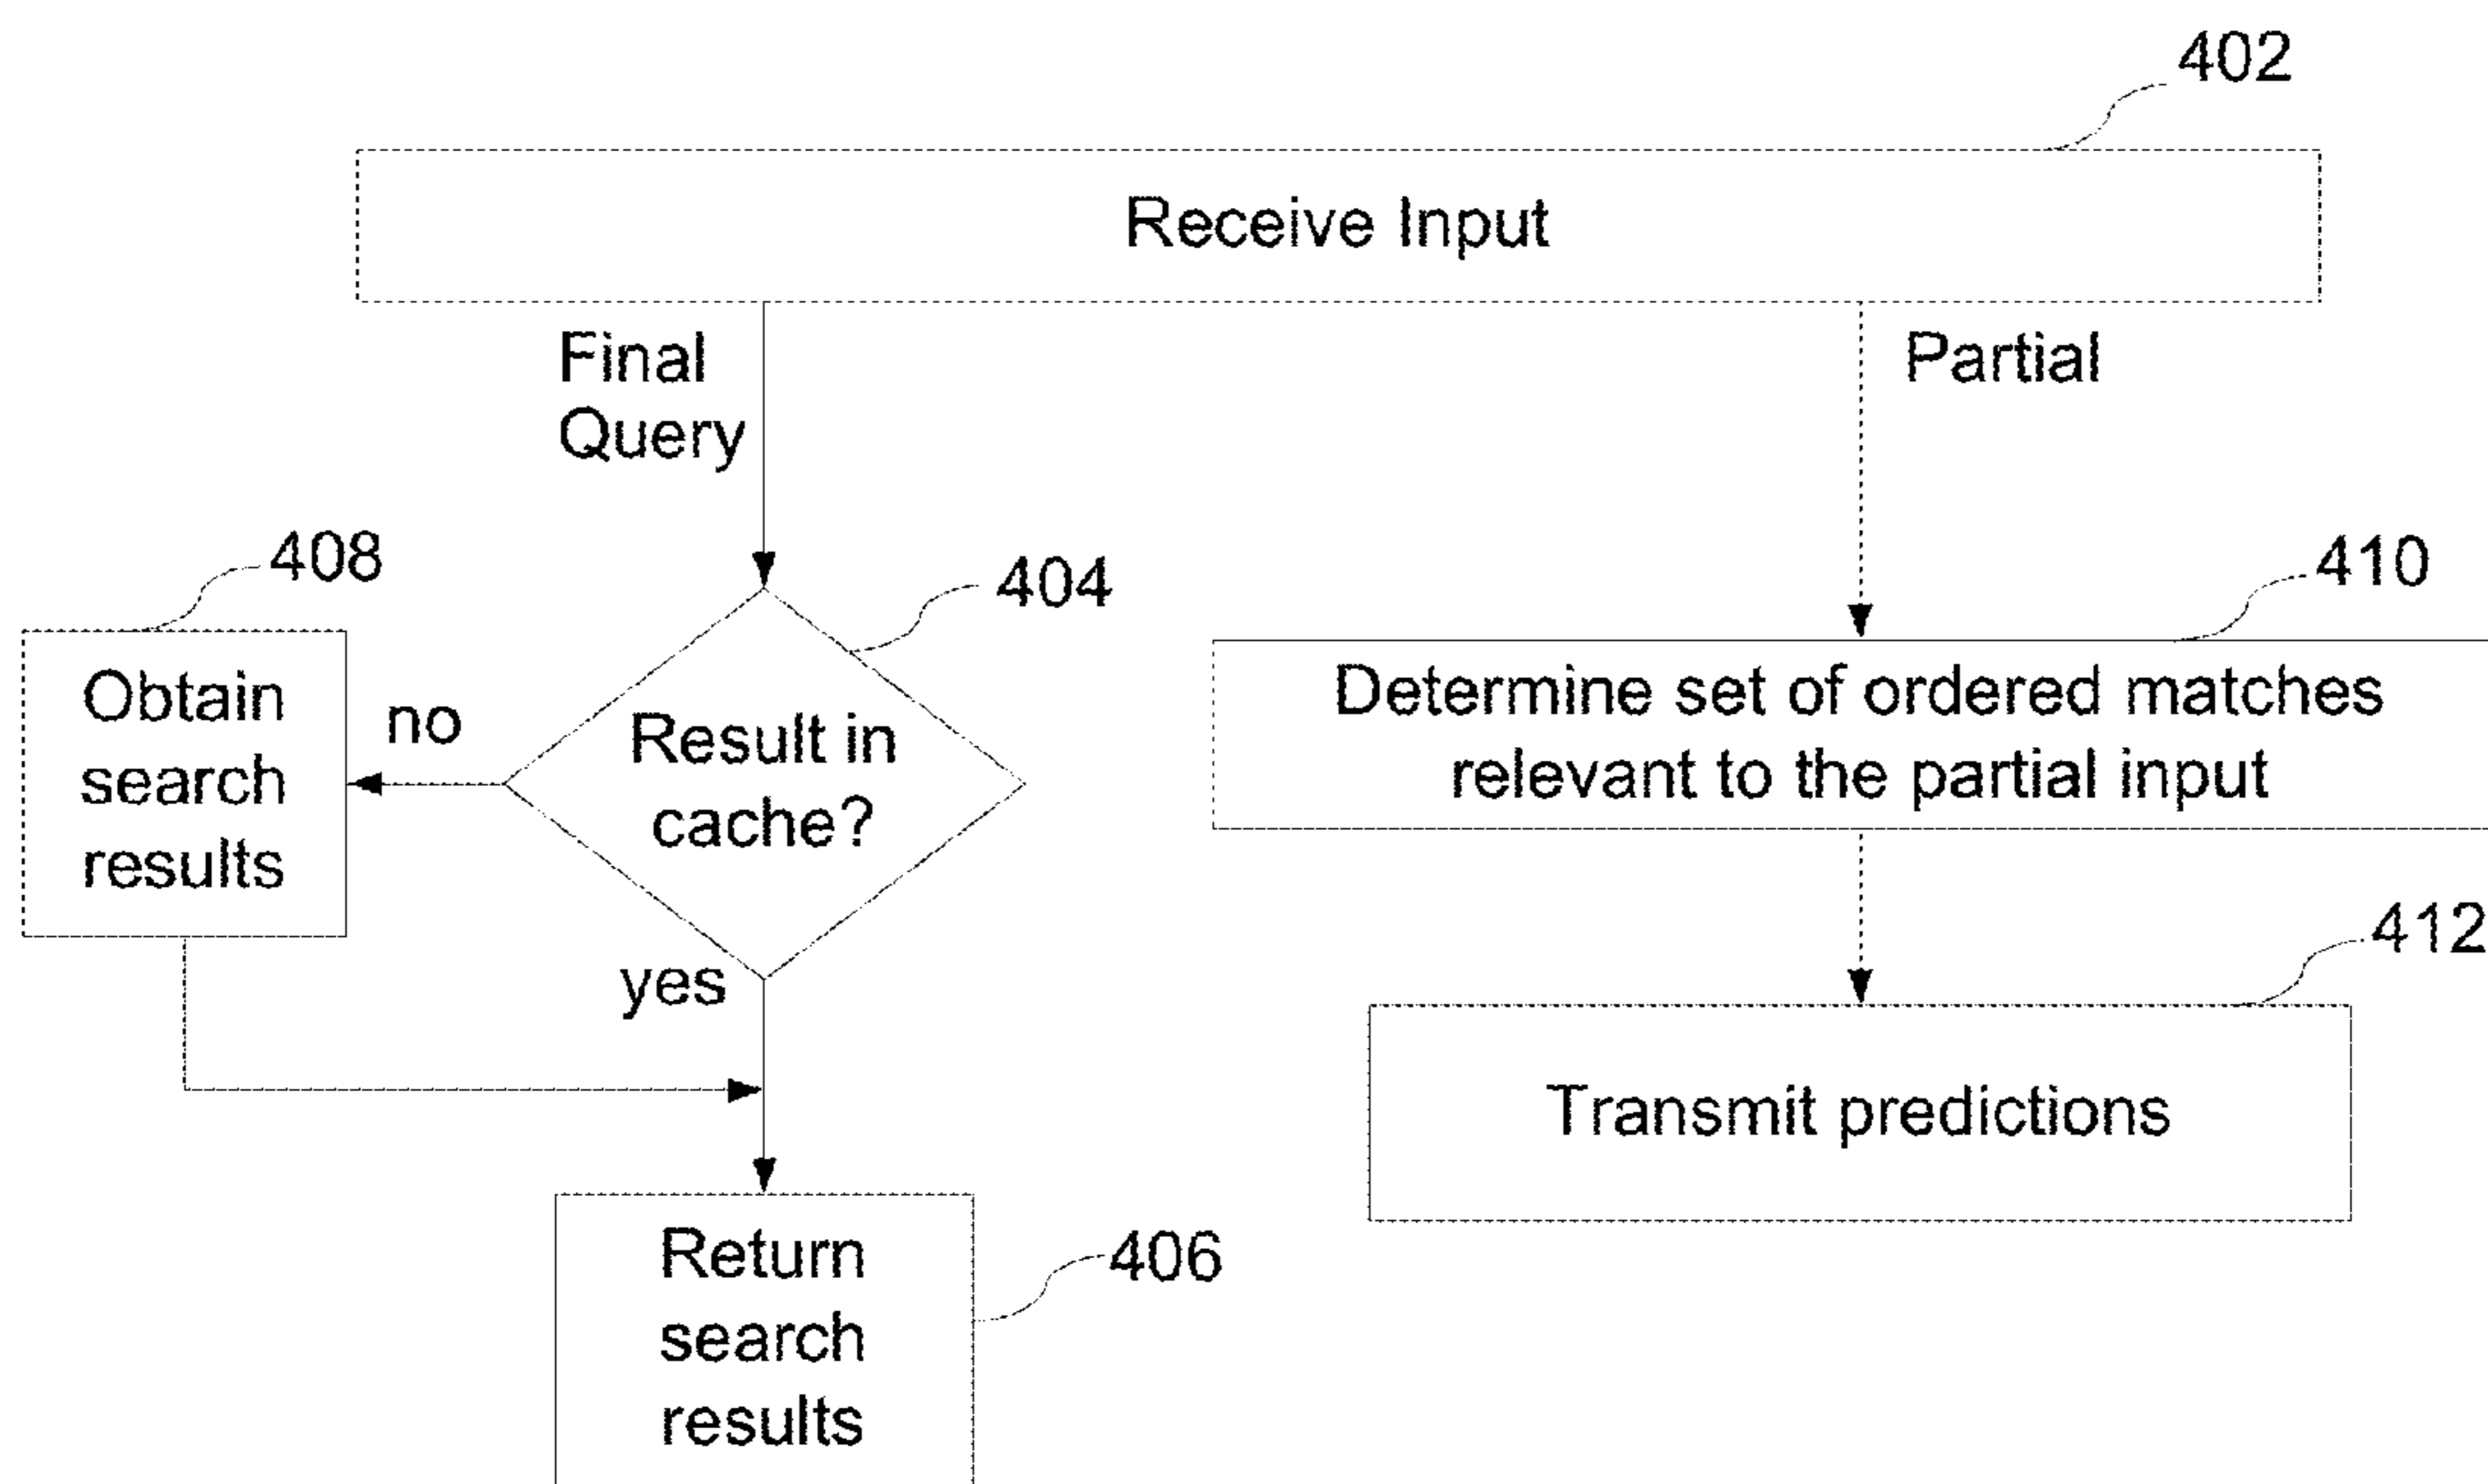 402
Receive Input
Final
Query
Partial
408
404
410
Obtain
search
results
no
Result in
cache?
Determine set of ordered matches
relevant to the partial input
yes
412
Transmit predictions
Return
search
results
406